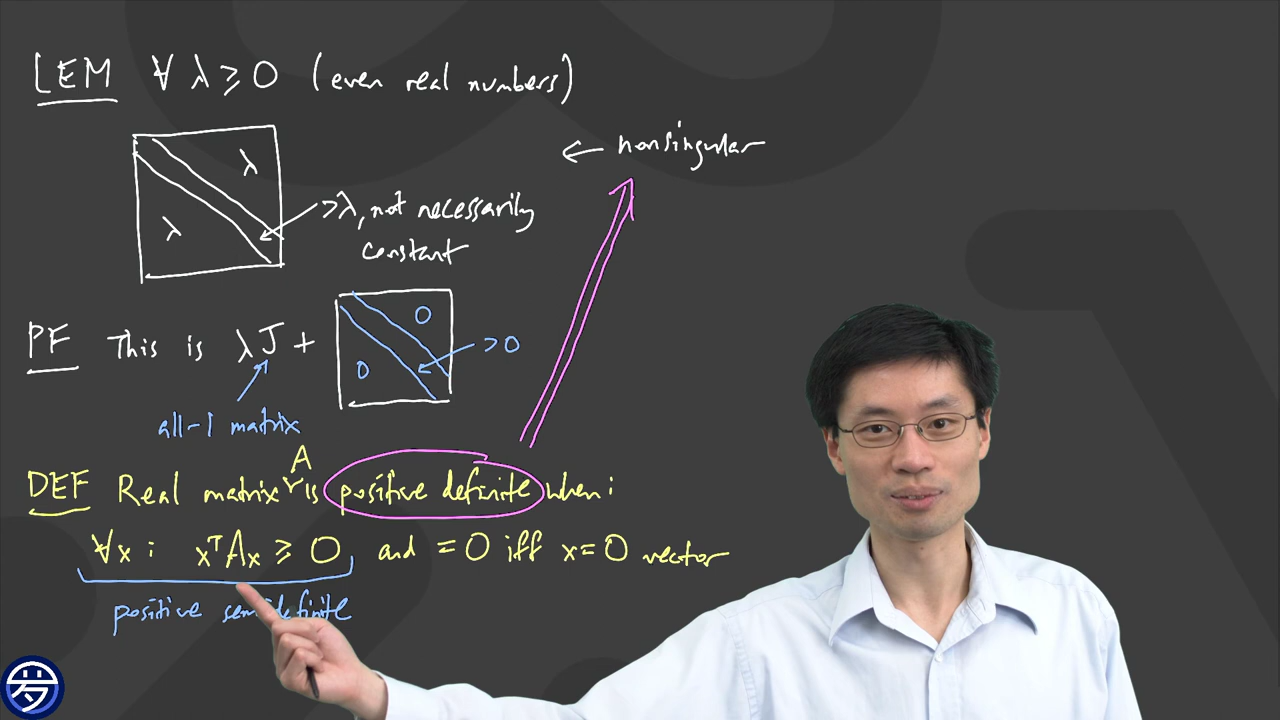 LEM ∀ λ ≥ 0 (even real numbers)
← nonsingular
λ
λ
>λ, not necessarily
constant
PF This is λJ +
0
0
>0
all-1 matrix
A
DEF Real matrix is positive definite when:
∀x: xᵀAx ≥ 0 and = 0 iff x = 0 vector
positive semidefinite